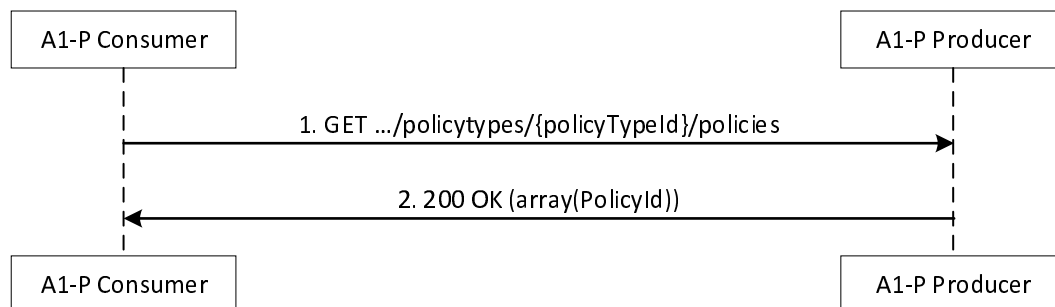 A1-P Consumer
A1-P Producer
1. GET .../policytypes/{policyTypeId}/policies
2. 200 OK (array(PolicyId))
A1-P Consumer
A1-P Producer